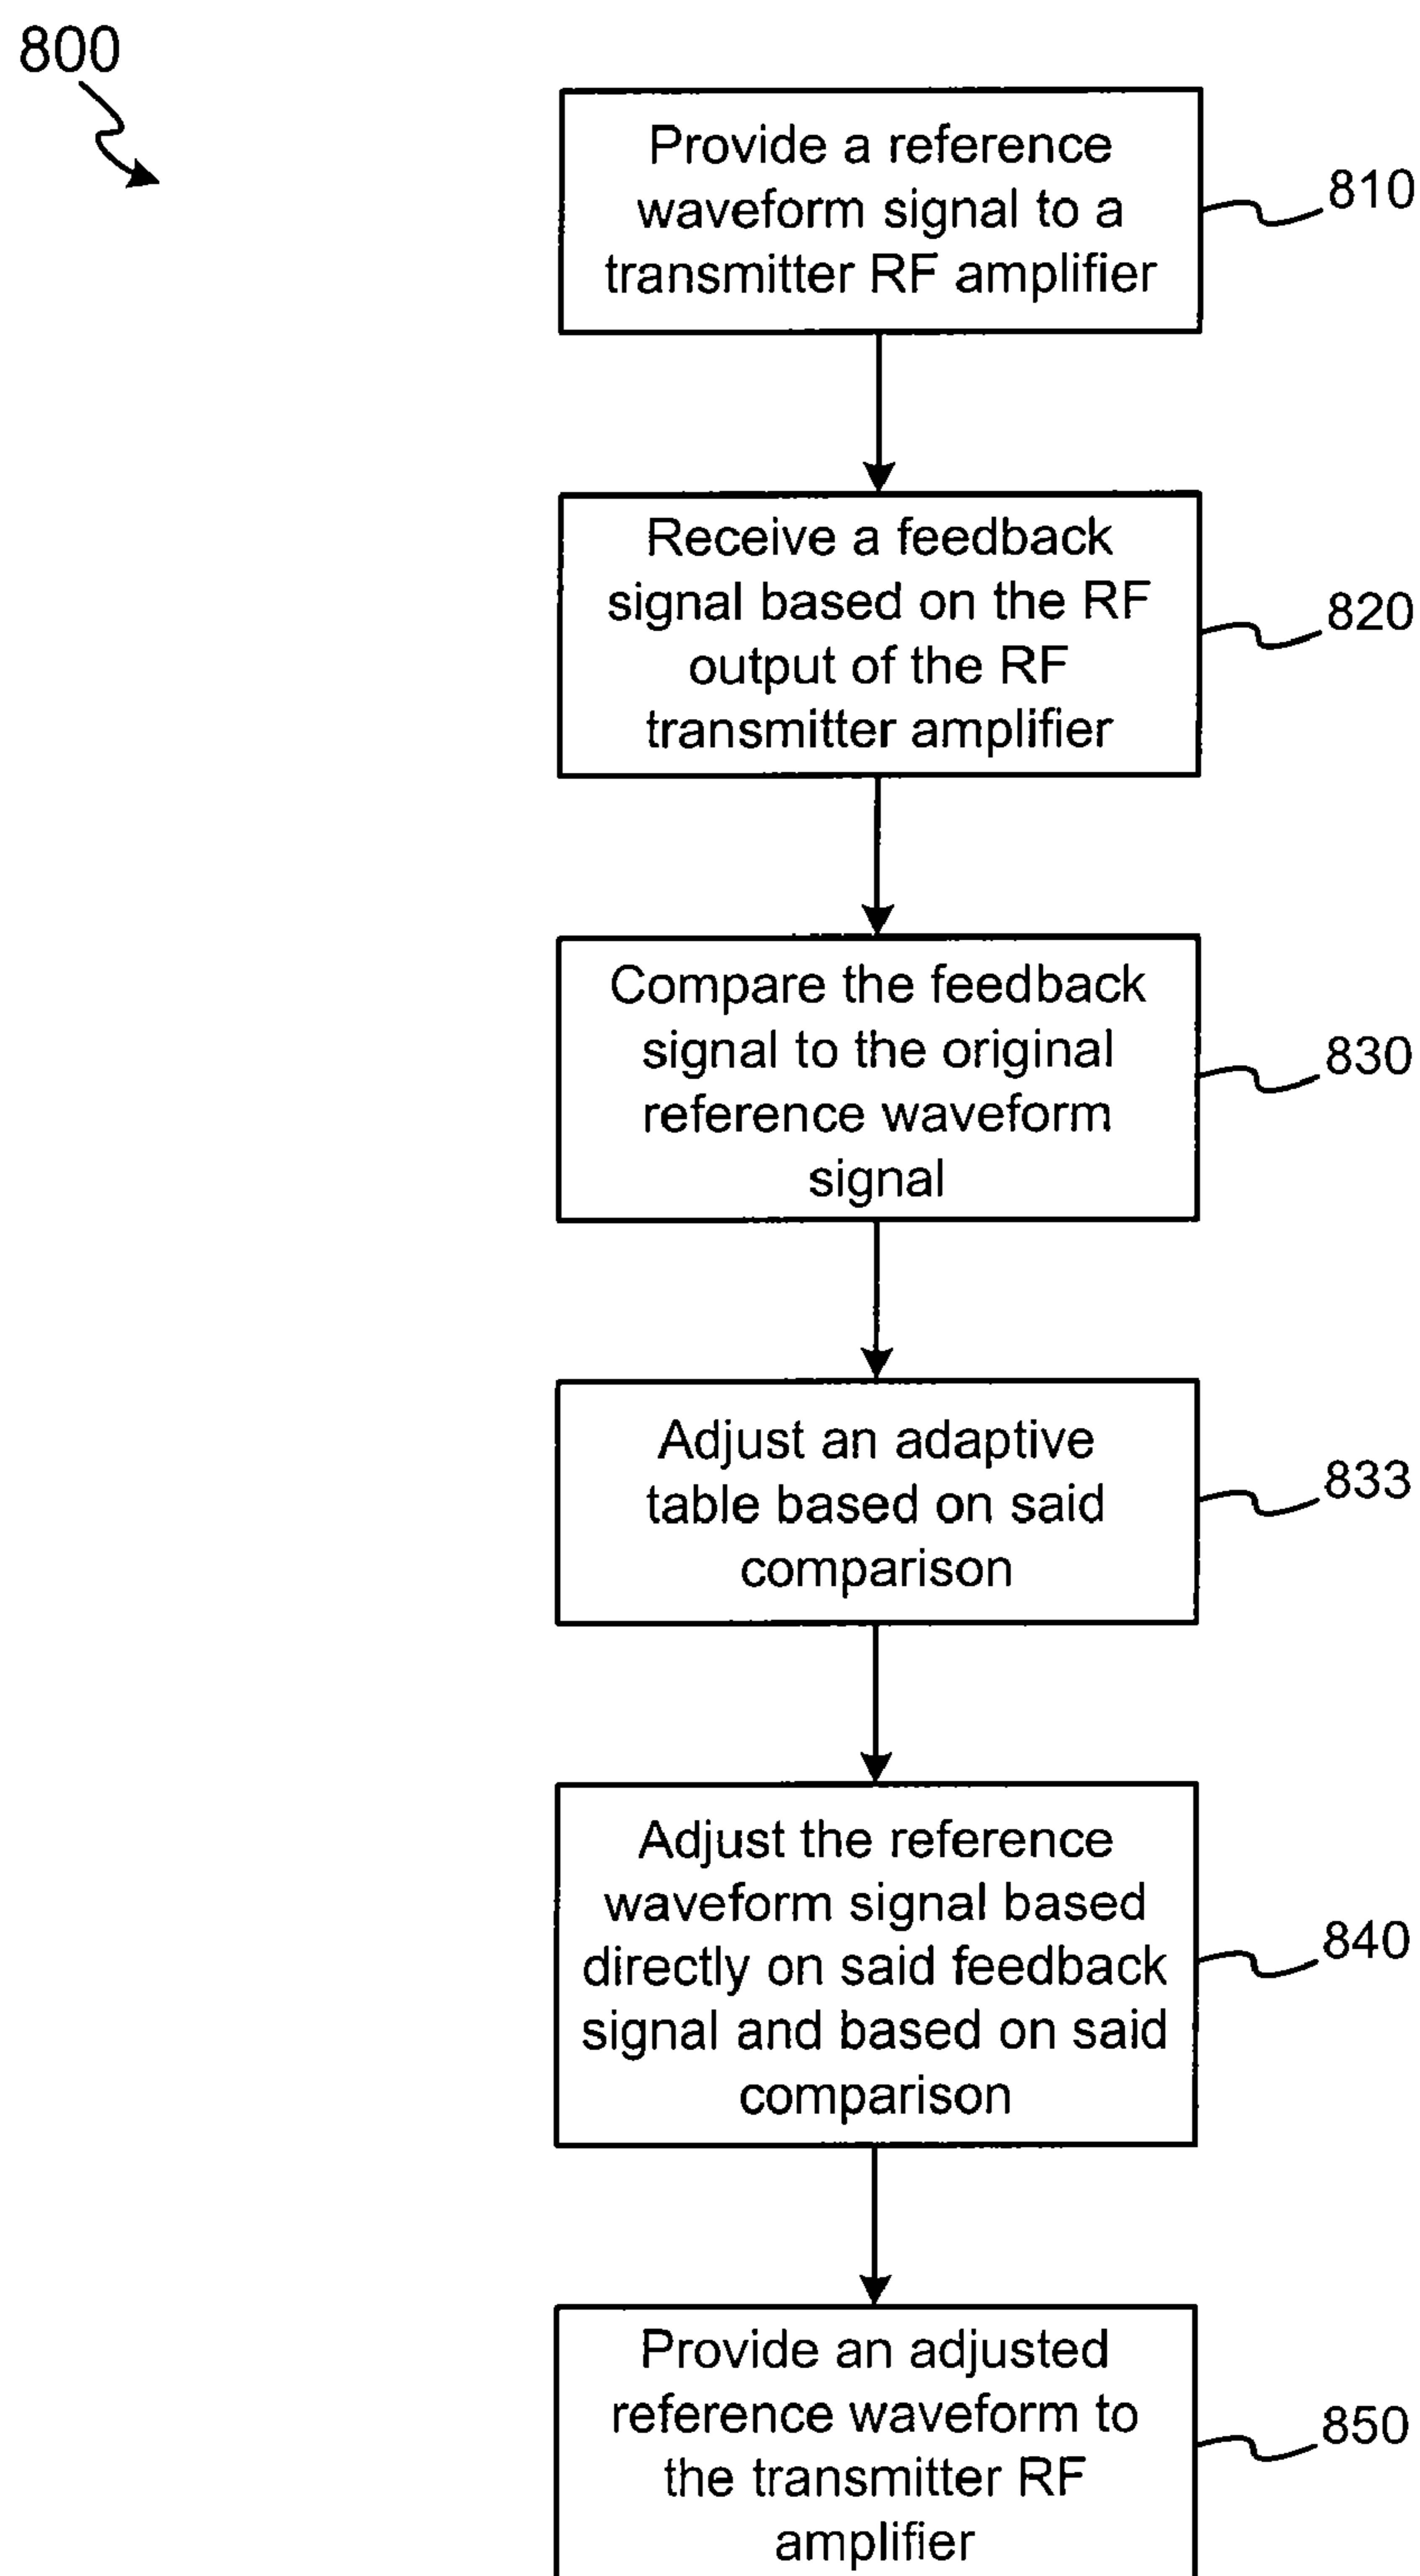 800
Provide a reference
waveform signal to a
transmitter RF amplifier
810
Receive a feedback
signal based on the RF
output of the RF
transmitter amplifier
820
Compare the feedback
signal to the original
reference waveform
signal
830
Adjust an adaptive
table based on said
comparison
833
Adjust the reference
waveform signal based
directly on said feedback
signal and based on said
comparison
840
Provide an adjusted
reference waveform to
the transmitter RF
amplifier
850